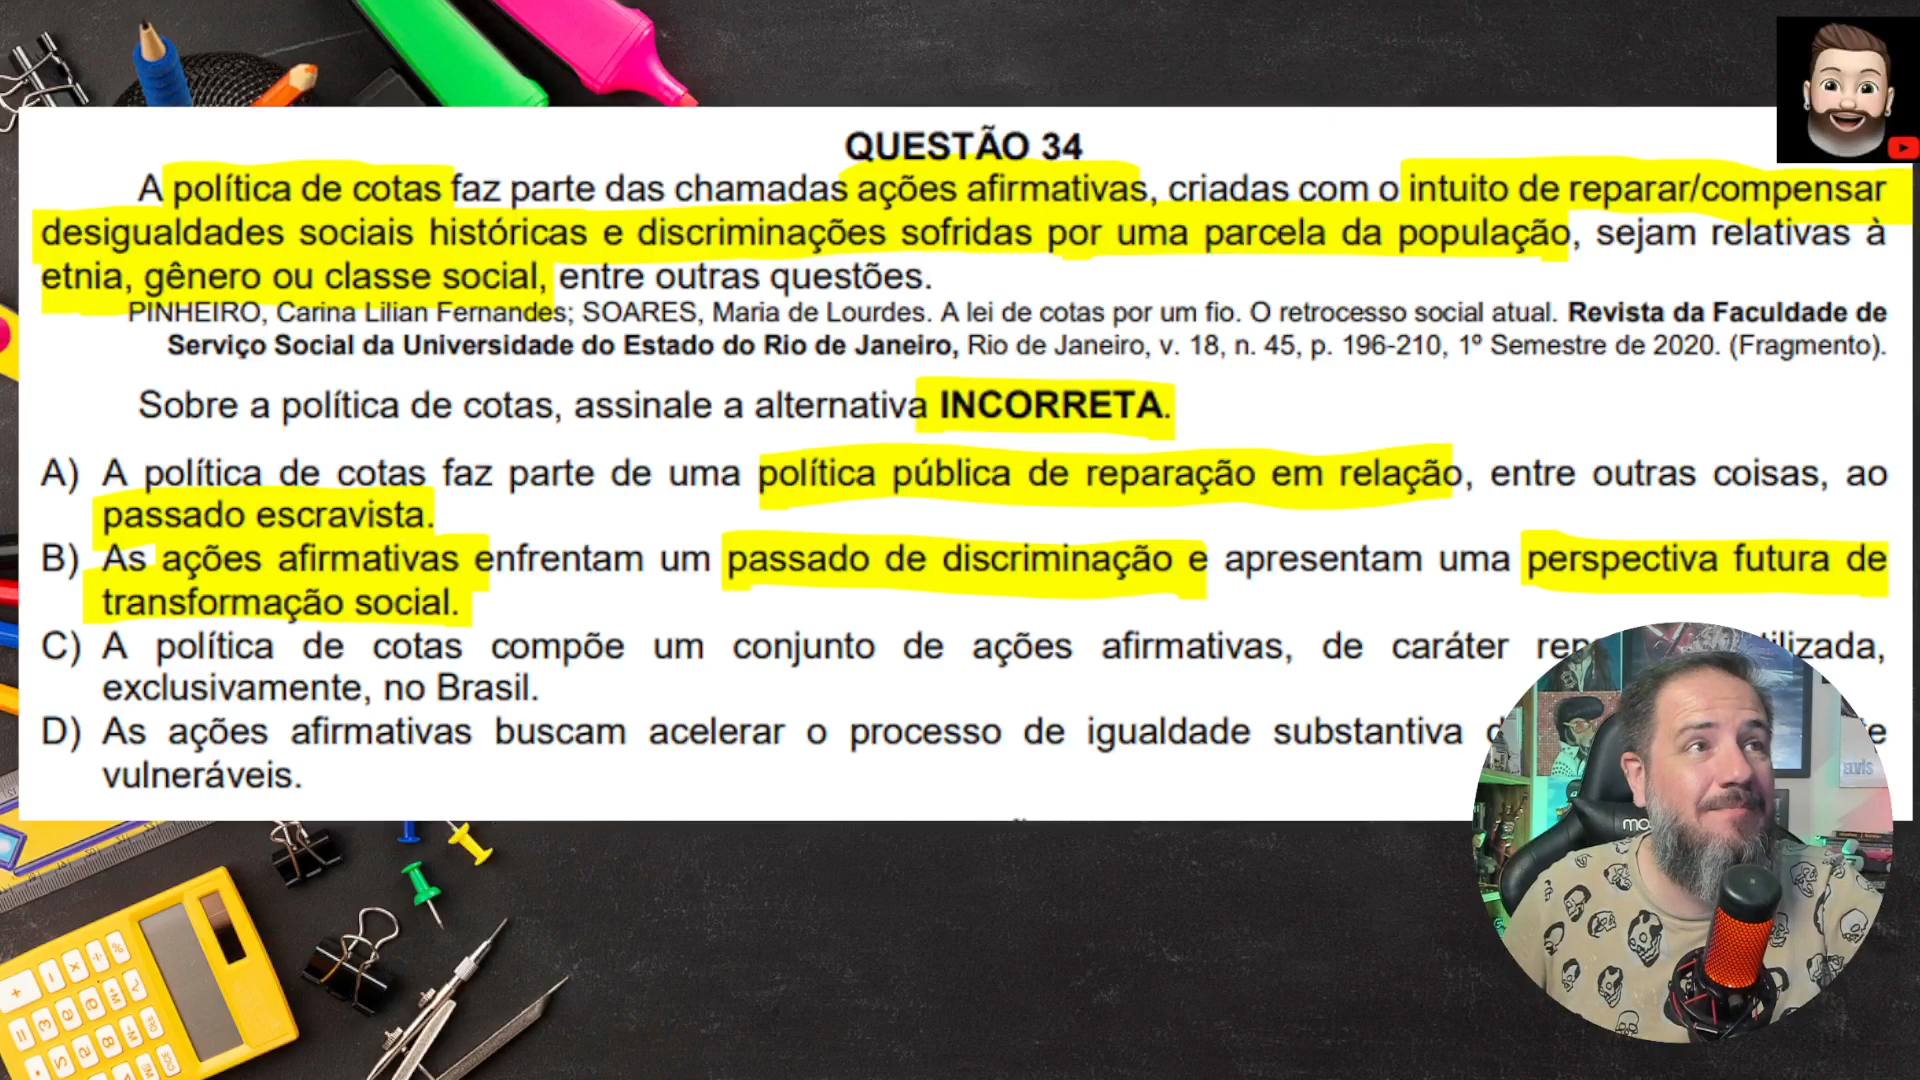 QUESTÃO 34
A política de cotas faz parte das chamadas ações afirmativas, criadas com o intuito de reparar/compensar
desigualdades sociais históricas e discriminações sofridas por uma parcela da população, sejam relativas à
etnia, gênero ou classe social, entre outras questões.
PINHEIRO, Carina Lilian Fernandes; SOARES, Maria de Lourdes. A lei de cotas por um fio. O retrocesso social atual. Revista da Faculdade de
Serviço Social da Universidade do Estado do Rio de Janeiro, Rio de Janeiro, v. 18, n. 45, p. 196-210, 1º Semestre de 2020. (Fragmento).
Sobre a política de cotas, assinale a alternativa INCORRETA.
A) A política de cotas faz parte de uma política pública de reparação em relação, entre outras coisas, ao
passado escravista.
B) As ações afirmativas enfrentam um passado de discriminação e apresentam uma perspectiva futura de
transformação social.
C) A política de cotas compõe um conjunto de ações afirmativas, de caráter
exclusivamente, no Brasil.
D) As ações afirmativas buscam acelerar o processo de igualdade substantiva
vulneráveis.
ELVIS